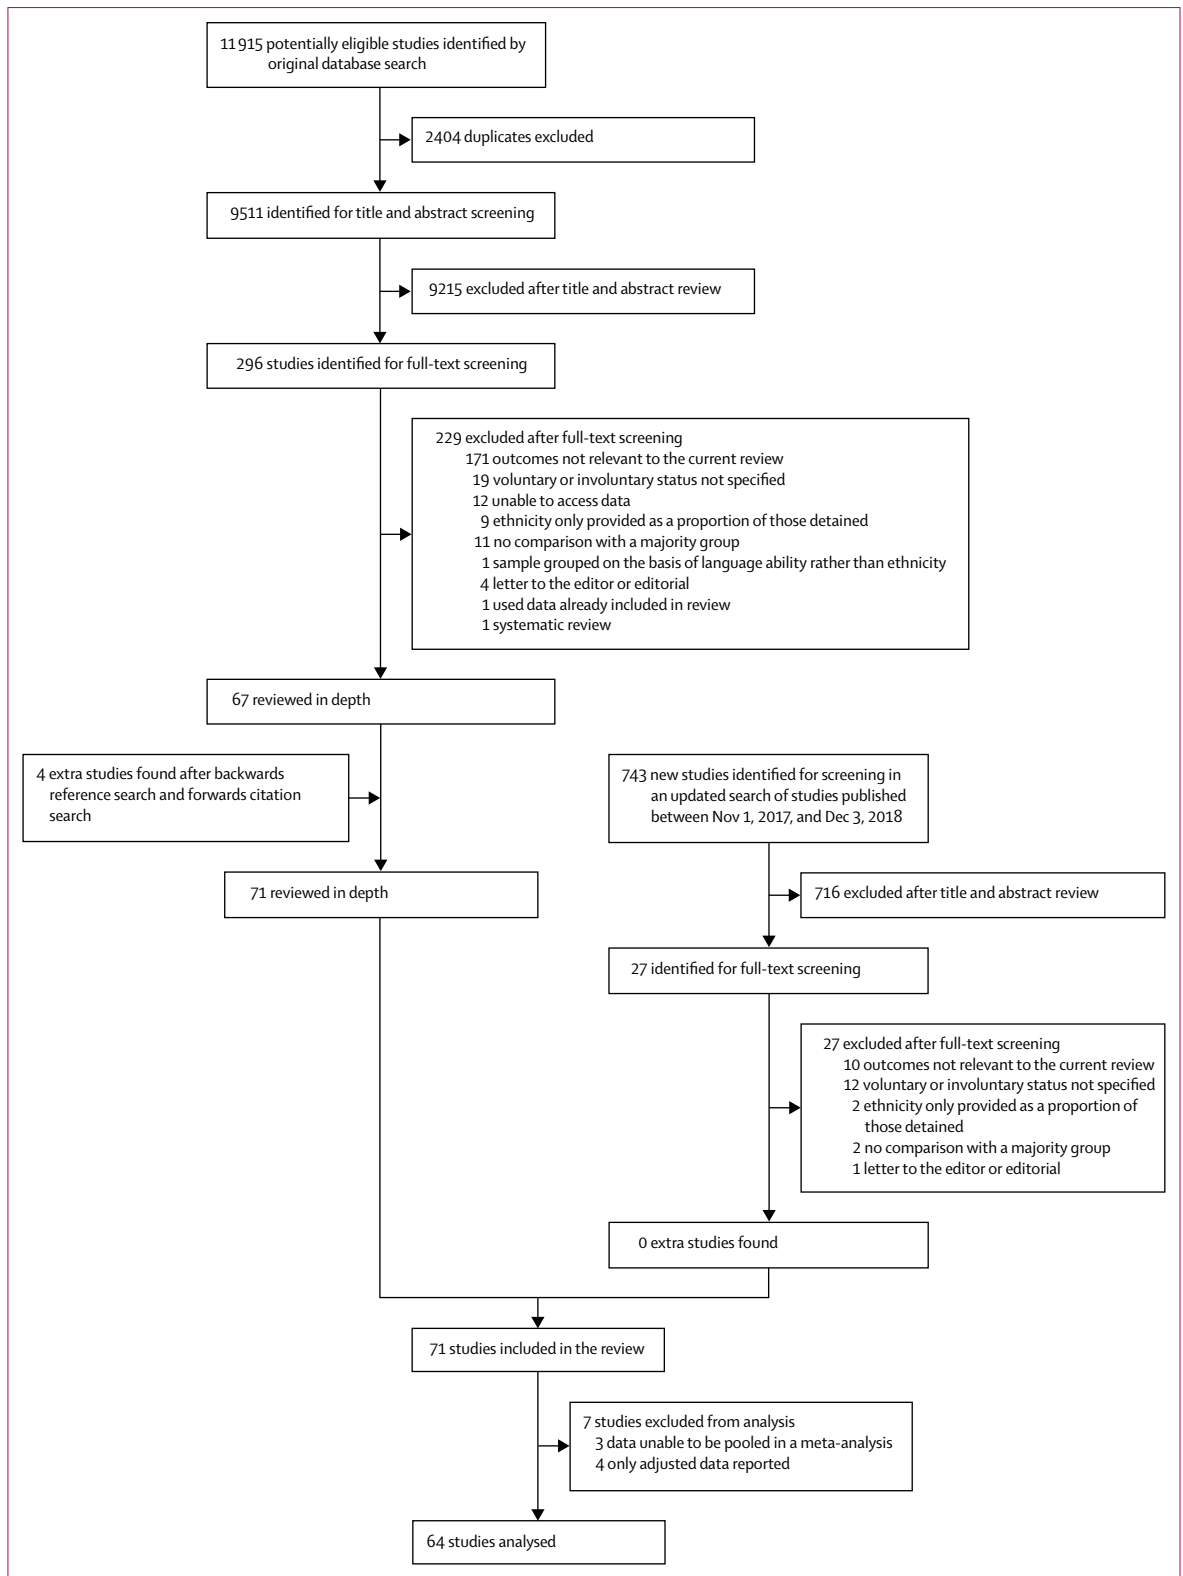 11 915 potentially eligible studies identified by
original database search
2404 duplicates excluded
9511 identified for title and abstract screening
9215 excluded after title and abstract review
296 studies identified for full-text screening
229 excluded after full-text screening
171 outcomes not relevant to the current review
19 voluntary or involuntary status not specified
12 unable to access data
9 ethnicity only provided as a proportion of those detained
11 no comparison with a majority group
1 sample grouped on the basis of language ability rather than ethnicity
4 letter to the editor or editorial
1 used data already included in review
1 systematic review
67 reviewed in depth
4 extra studies found after backwards
reference search and forwards citation
search
71 reviewed in depth
743 new studies identified for screening in
an updated search of studies published
between Nov 1, 2017, and Dec 3, 2018
716 excluded after title and abstract review
27 identified for full-text screening
27 excluded after full-text screening
10 outcomes not relevant to the current review
12 voluntary or involuntary status not specified
2 ethnicity only provided as a proportion of
those detained
2 no comparison with a majority group
1 letter to the editor or editorial
0 extra studies found
71 studies included in the review
7 studies excluded from analysis
3 data unable to be pooled in a meta-analysis
4 only adjusted data reported
64 studies analysed